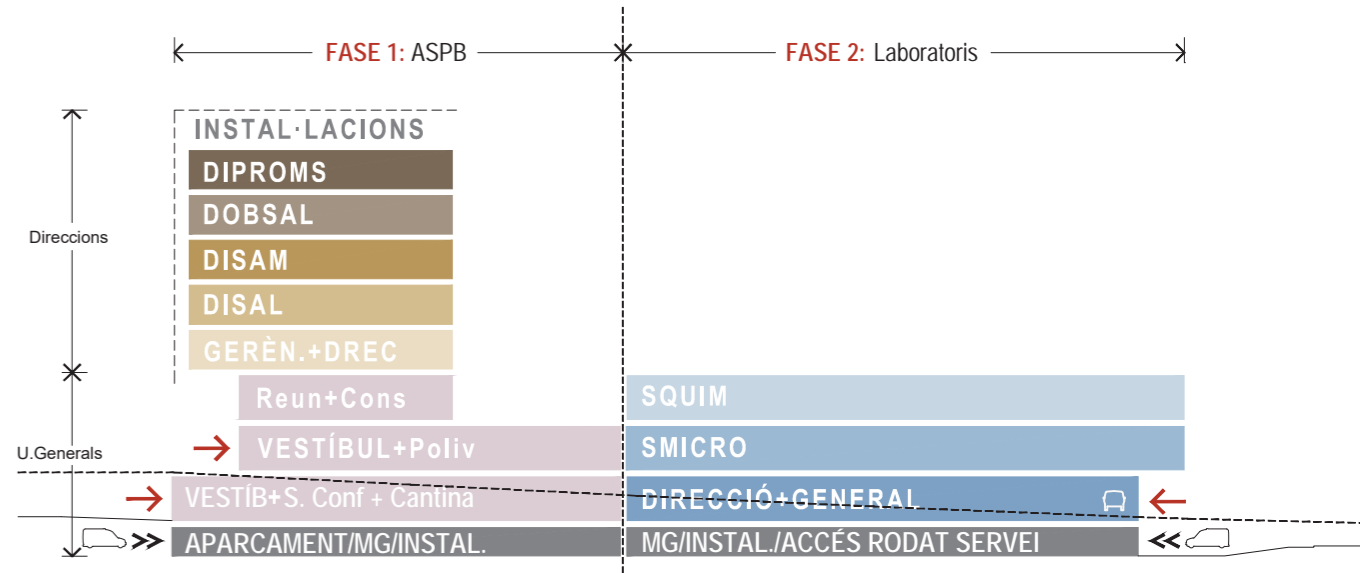 FASE 1: ASPB
FASE 2: Laboratoris
INSTAL·LACIONS
DIPROMS
DOBSAL
Direccions
DISAM
DISAL
GERÈN.+DREC
Reun+Cons
SQUIM
U.Generals
VESTÍBUL+Poliv
SMICRO
VESTÍB+S. Conf + Cantina
DIRECCIÓ+GENERAL
APARCAMENT/MG/INSTAL.
MG/INSTAL./ACCÉS RODAT SERVEI